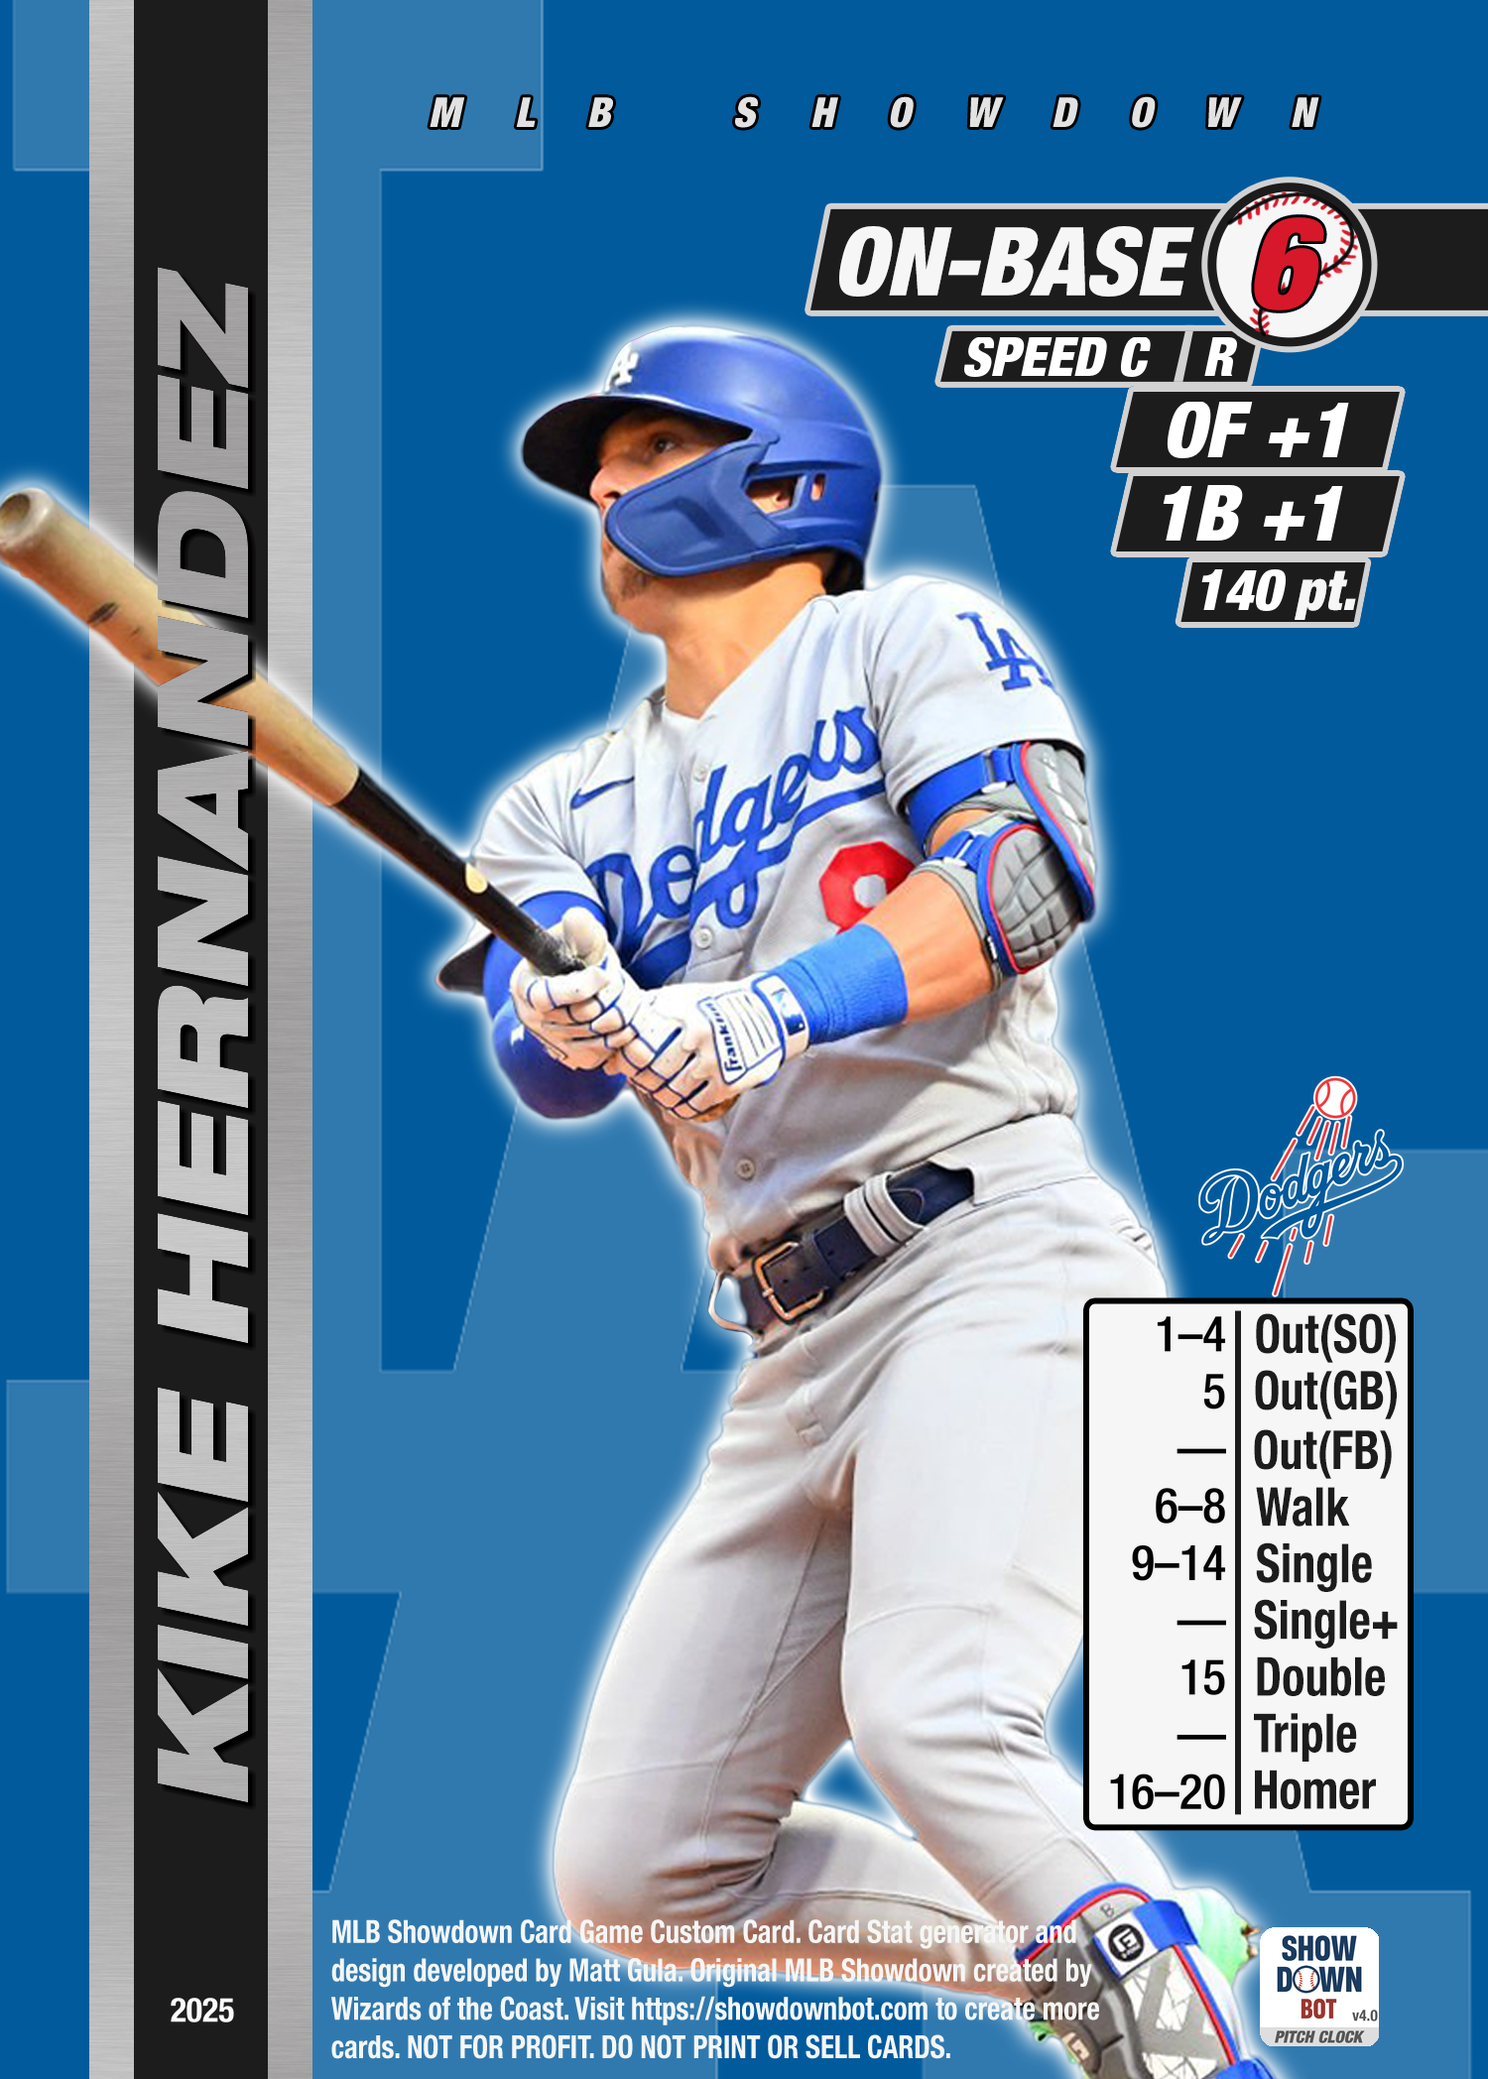 MLB SHOWDOWN
ON-BASE 6
SPEED C R
OF +1
1B +1
140 pt.
KIKE HERNANDEZ
LA
Dodgers
Franklin
Dodgers
1–4 Out(SO)
5 Out(GB)
— Out(FB)
6–8 Walk
9–14 Single
— Single+
15 Double
— Triple
16–20 Homer
2025
MLB Showdown Card Game Custom Card. Card Stat generator and
design developed by Matt Gula. Original MLB Showdown created by
Wizards of the Coast. Visit https://showdownbot.com to create more
cards. NOT FOR PROFIT. DO NOT PRINT OR SELL CARDS.
SHOW
DOWN
BOT v4.0
PITCH CLOCK